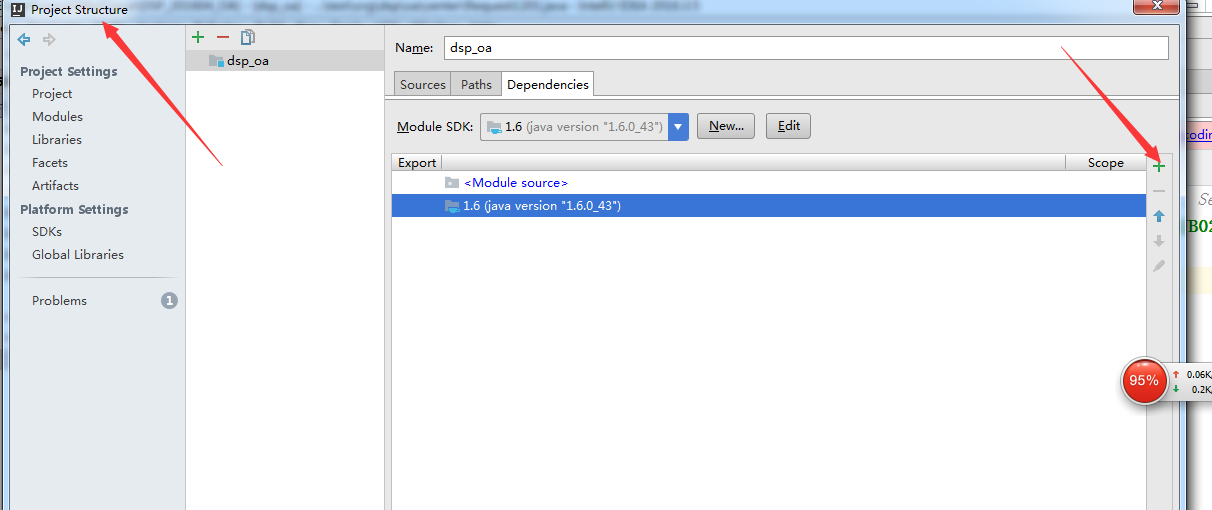 Project Structure
Name: dsp_oa
dsp_oa
Project Settings
Project
Modules
Libraries
Facets
Artifacts
Platform Settings
SDKs
Global Libraries
Problems 1
Sources Paths Dependencies
Module SDK: 1.6 (java version "1.6.0_43") New... Edit
Export Scope
<Module source>
1.6 (java version "1.6.0_43")
95%
0.06K/
0.2K/